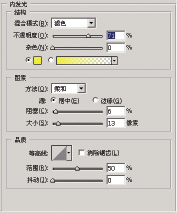 内发光
结构
混合模式(B): 滤色
不透明度(O): 71 %
杂色(N): 0 %
图素
方法(Q): 柔和
源: 居中(E) 边缘(G)
阻塞(C): 6 %
大小(S): 13 像素
品质
等高线: 消除锯齿(L)
范围(R): 50 %
抖动(J): 0 %